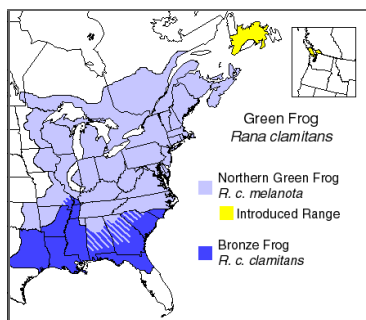 Green Frog
Rana clamitans
Northern Green Frog
R. c. melanota
Introduced Range
Bronze Frog
R. c. clamitans